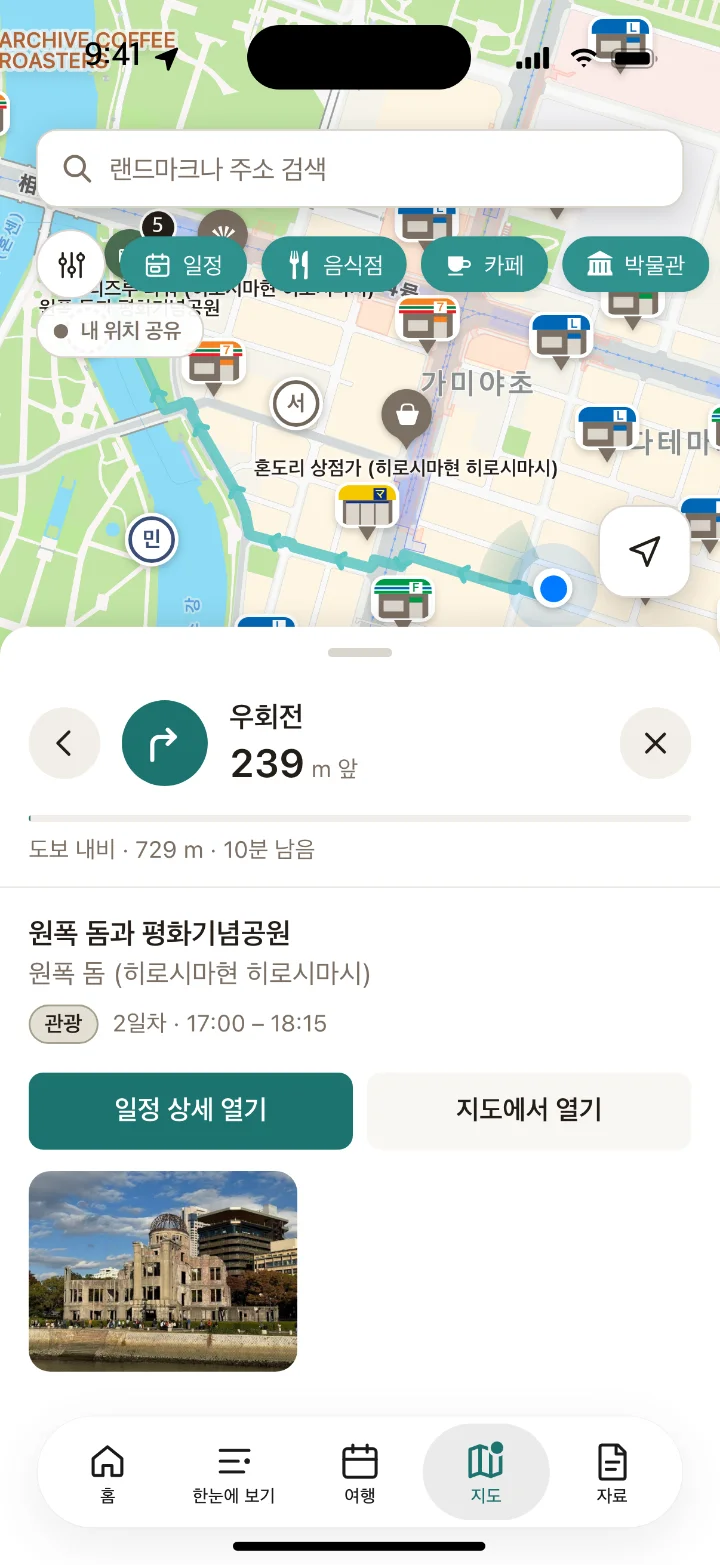 ARCHIVE COFFEE
9:41
랜드마크나 주소 검색
5
일정
음식점
카페
박물관
내 위치 공유
7
L
L
7
L
서
가미야초
L
혼도리 상점가 (히로시마현 히로시마시)
マ
민
F
강
우회전
239 m 앞
도보 내비 · 729 m · 10분 남음
원폭 돔과 평화기념공원
원폭 돔 (히로시마현 히로시마시)
관광 2일차 · 17:00 – 18:15
일정 상세 열기
지도에서 열기
홈
한눈에 보기
여행
지도
자료